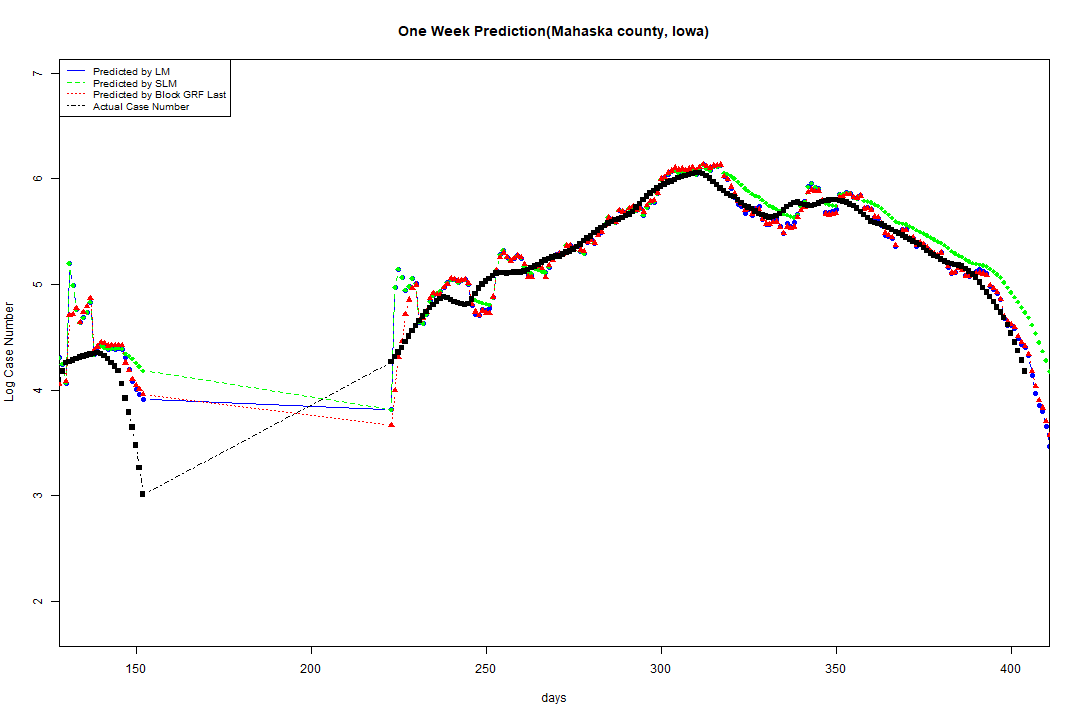 One Week Prediction(Mahaska county, Iowa)
Predicted by LM
Predicted by SLM
Predicted by Block GRF Last
Actual Case Number
7
6
5
4
3
2
Log Case Number
150 200 250 300 350 400
days